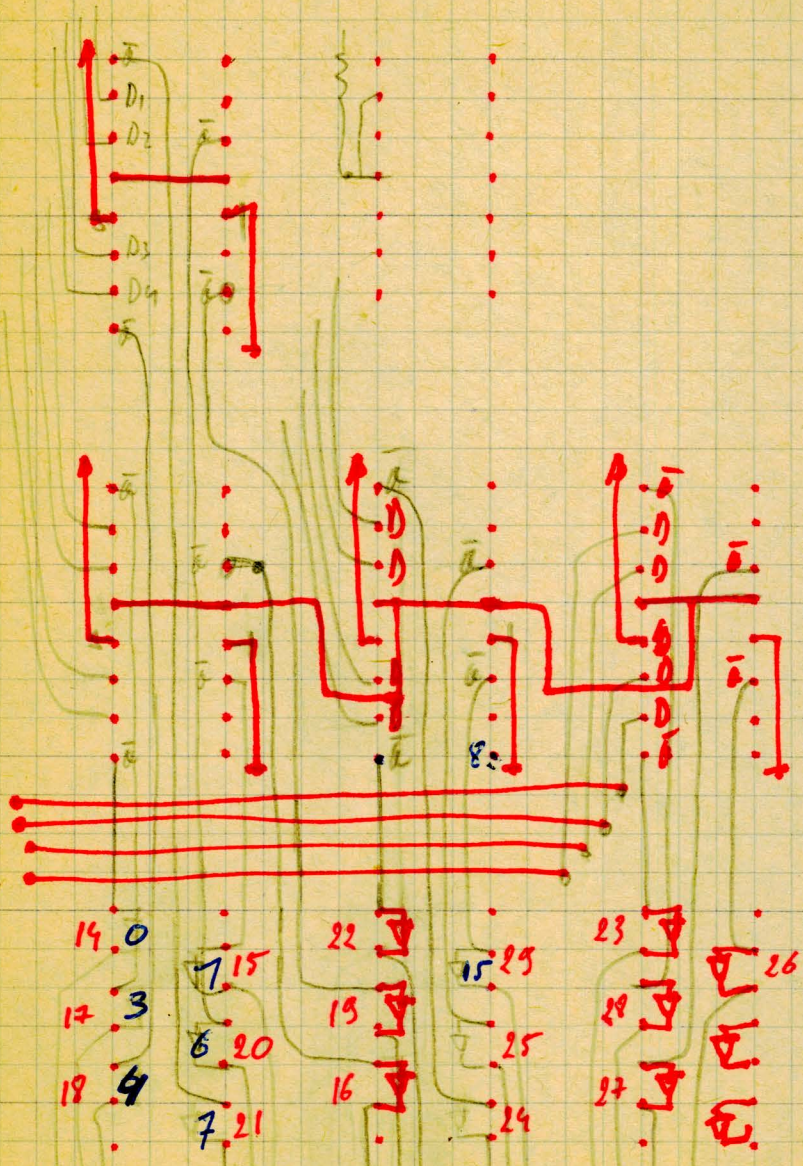 ā
D1
D2 ā
D3
D4 ā
ā
ā ā ā
D D
ā D ā D ā
ā ā D ā
D
ā ā 8 ā
14 0 22 23
7 15 15 29 26
17 3 19 28
6 20 25
18 4 16 27
7 21 24